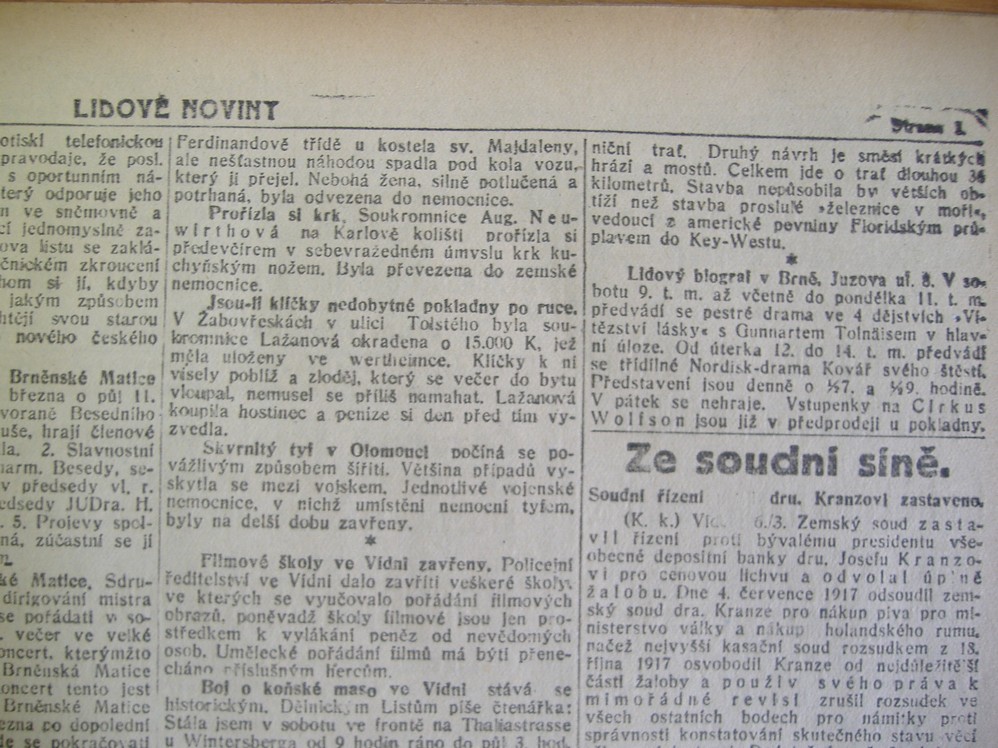 LIDOVÉ NOVINY
Strana 1.
otiskl telefonickou
pravodaje, že posl.
s oportunním ná-
terý odporuje jeho
n ve sněmovně a
cí jednomyslné za-
ova listu se zaklá-
čnickém zkroucení
hom si jí, kdyby
jakým způsobem
htějí svou starou
nového českého
Brněnské Matice
března o půl 11.
vorané Besedního
uše, hrají členové
la. 2. Slavnostní
harm. Besedy, se-
v předsedy vl. r.
edsedy JUDra. H.
. 5. Projevy spol-
ná, zúčastní se jí
m.
ké Matice. Sdru-
dirigování mistra
se pořádati v so-
. večer ve velké
oncert, kterýmžto
Brněnská Matice
koncert tento jest
Brněnské Matice
ezna po dopolední
e se pokračovati
Ferdinandově třídě u kostela sv. Majdaleny,
ale nešťastnou náhodou spadla pod kola vozu,
který jí přejel. Nebohá žena, silně potlučená a
potrhaná, byla odvezena do nemocnice.
Prořízla si krk. Soukromnice Aug. Neu-
wirthová na Karlově kolišti prořízla si
předevčírem v sebevražedném úmyslu krk ku-
chyňským nožem. Byla převezena do zemské
nemocnice.
Jsou-li klíčky nedobytné pokladny po ruce.
V Žabovřeskách v ulici Tolstého byla sou-
kromnice Lažanová okradena o 15.000 K, jež
měla uloženy ve wertheimce. Klíčky k ní
visely poblíž a zloděj, který se večer do bytu
vloupal, nemusel se příliš namahat. Lažanová
koupila hostinec a peníze si den před tím vy-
zvedla.
Skvrnitý tyf v Olomouci počíná se po-
vážlivým způsobem šířiti. Většina případů vy-
skytla se mezi vojskem. Jednotlivé vojenské
nemocnice, v nichž umístěni nemocní tyfem,
byly na delší dobu zavřeny.
*
Filmové školy ve Vídni zavřeny. Policejní
ředitelství ve Vídni dalo zavříti veškeré školy,
ve kterých se vyučovalo pořádání filmových
obrazů, poněvadž školy filmové jsou jen pro-
středkem k vylákání peněz od nevědomých
osob. Umělecké pořádání filmů má býti přene-
cháno příslušným hercům.
Boj o koňské maso ve Vídni stává se
historickým. Dělnickým Listům píše čtenářka:
Stála jsem v sobotu ve frontě na Thaliastrasse
u Wintersberga od 9 hodin ráno do půl 3 hod.
niční trať. Druhý návrh je směsí krátkých
hrází a mostů. Celkem jde o trať dlouhou 36
kilometrů. Stavba nepůsobila by větších ob-
tíží než stavba proslulé »železnice v moři«,
vedoucí z americké pevniny Floridským prů-
plavem do Key-Westu.
*
Lidový biograf v Brně, Juzova ul. 8. V so-
botu 9. t. m. až včetně do pondělka 11. t. m.
předvádí se pestré drama ve 4 dějstvích »Ví-
tězství lásky« s Gunnartem Tolnäisem v hlav-
ní úloze. Od úterka 12. do 14. t. m. předvádí
se třídílné Nordisk-drama Kovář svého štěstí.
Představení jsou denně o ½7. a ½9. hodině.
V pátek se nehraje. Vstupenky na Cirkus
Wolfson jsou již v předprodeji u pokladny.
Ze soudní síně.
Soudní řízení dru. Kranzovi zastaveno.
(K. k.) 6./3. Zemský soud zasta-
vil řízení proti bývalému presidentu vše-
obecné depositní banky dru. Josefu Kranzo-
vi pro cenovou lichvu a odvolal úplně
žalobu. Dne 4. července 1917 odsoudil zem-
ský soud dra. Kranze pro nákup piva pro mi-
nisterstvo války a nákup holandského rumu,
načež nejvyšší kasační soud rozsudkem z 18.
října 1917 osvobodil Kranze od nejdůležitější
části žaloby a použiv svého práva k
mimořádné revisi zrušil rozsudek ve
všech ostatních bodech pro námitky proti
správnosti konstatování skutečného stavu věci